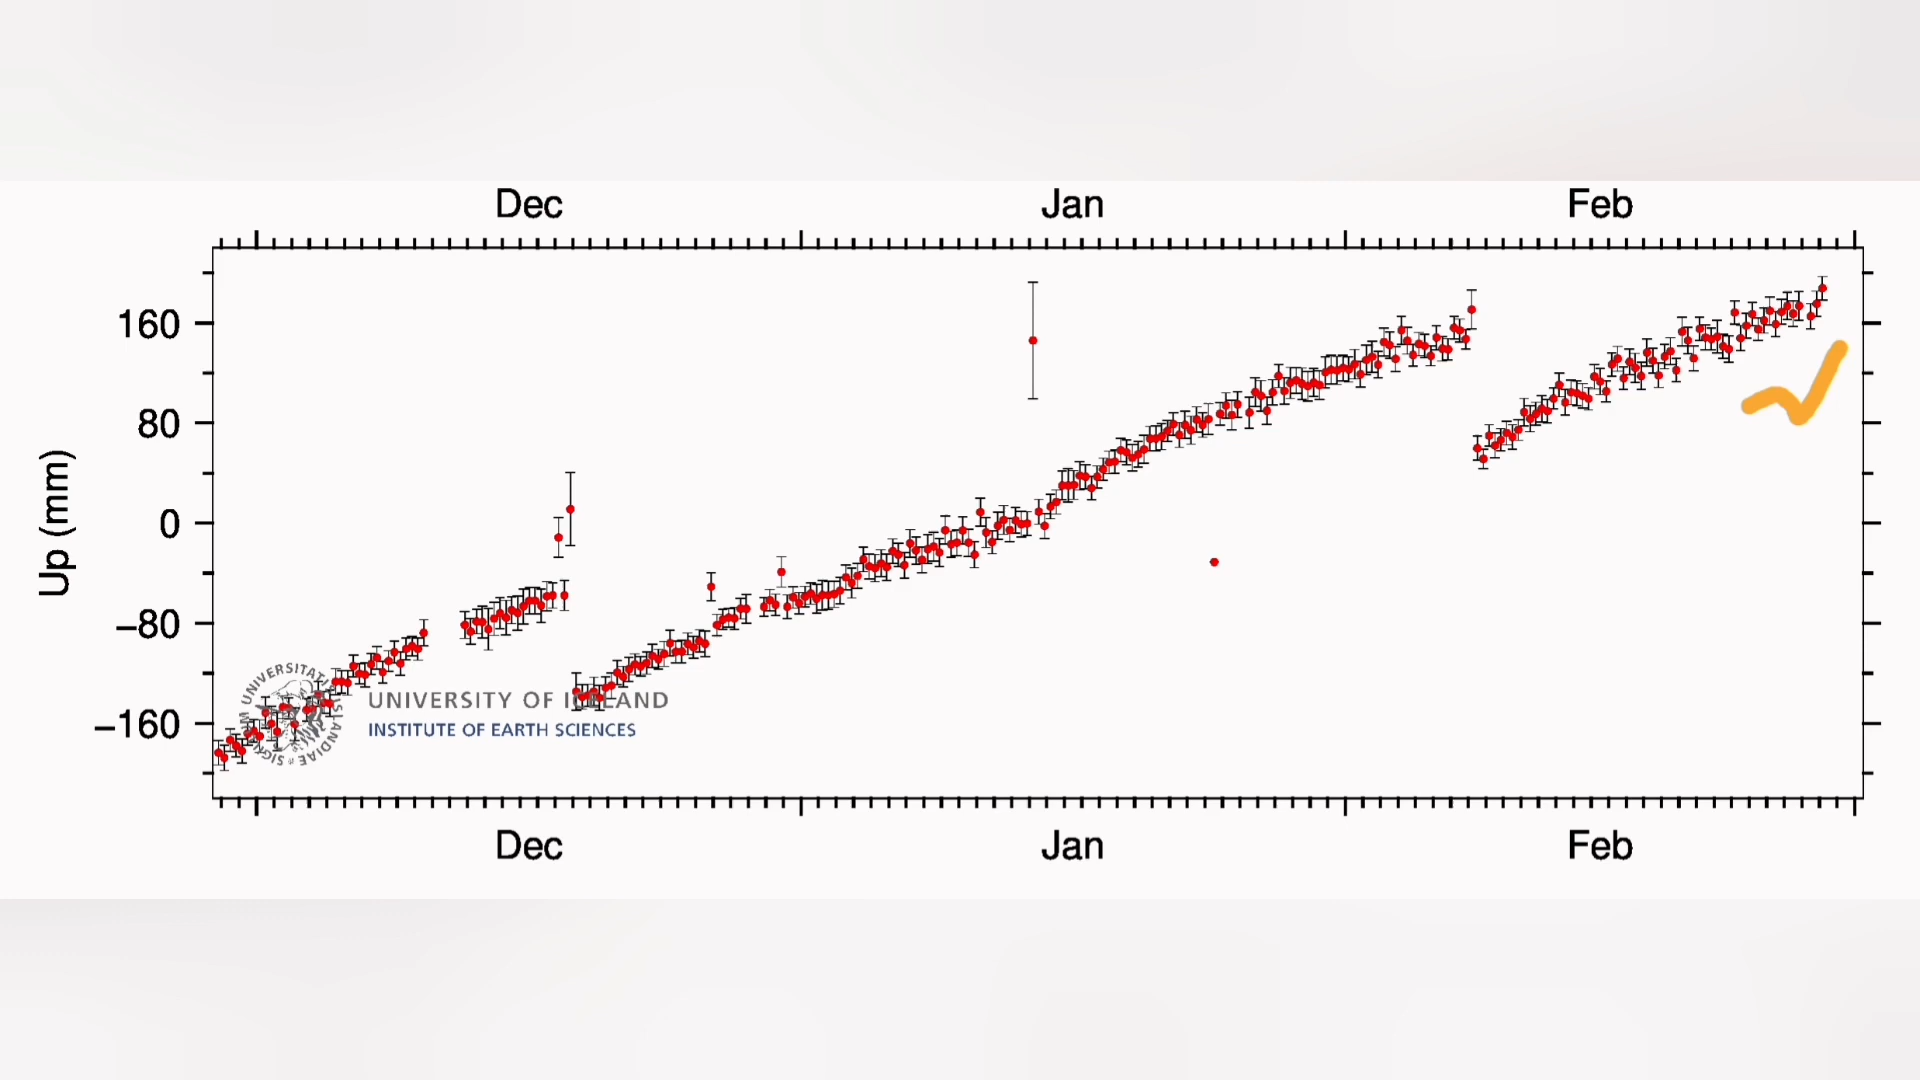 Dec Jan Feb
160
80
0
−80
−160
Up (mm)
UNIVERSITY OF ICELAND
INSTITUTE OF EARTH SCIENCES
Dec Jan Feb